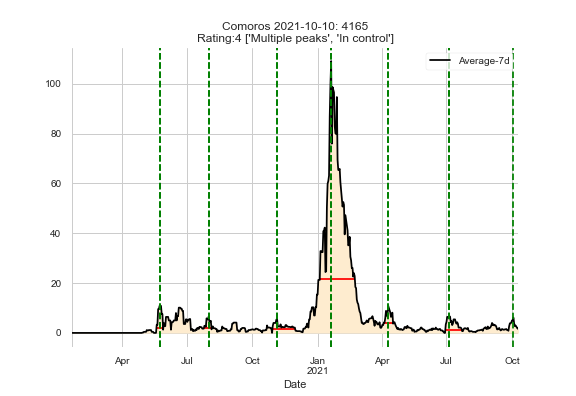 Comoros 2021-10-10: 4165
Rating:4 ['Multiple peaks', 'In control']
Average-7d
100
80
60
40
20
0
Apr
Jul
Oct
Jan
2021
Apr
Jul
Oct
Date